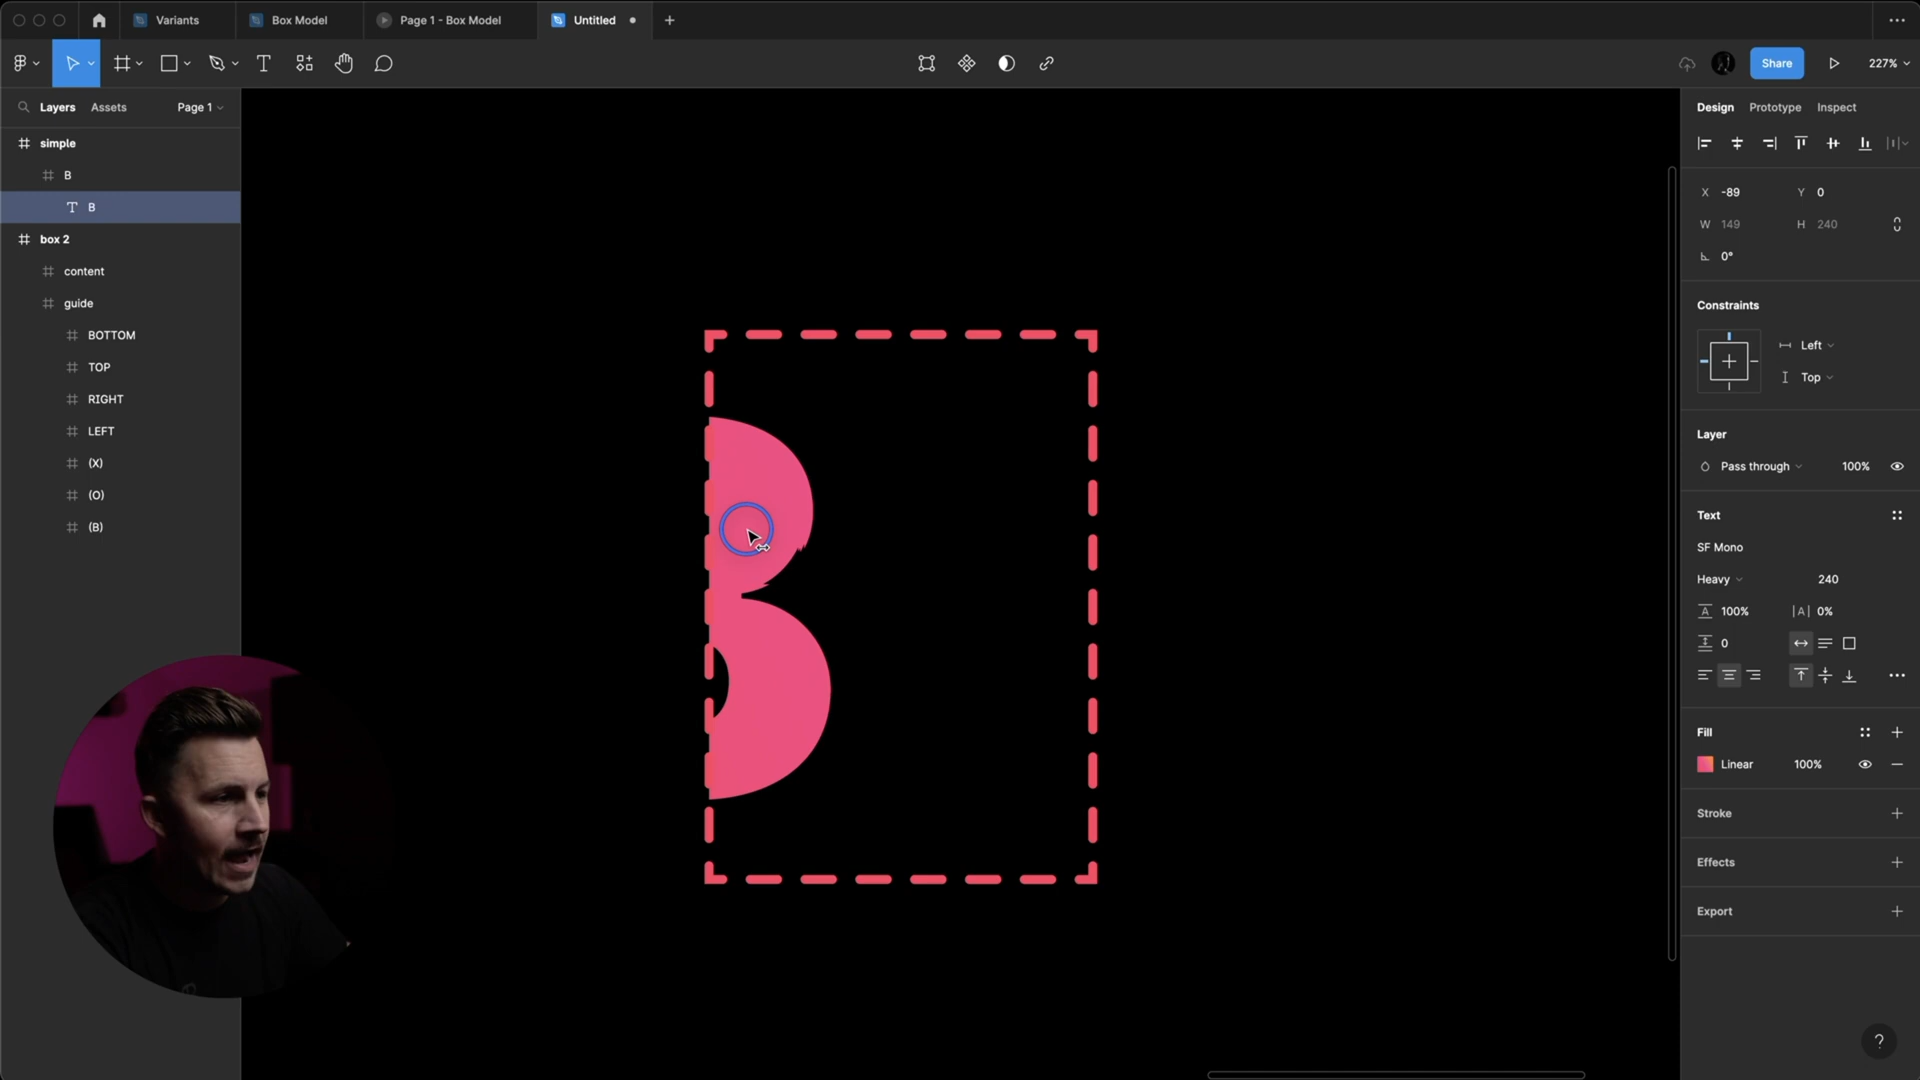 Variants
Box Model
Page 1 - Box Model
Untitled
Share
227%
Layers
Assets
Page 1
simple
B
B
box 2
content
guide
BOTTOM
TOP
RIGHT
LEFT
(X)
(O)
(B)
B
Design
Prototype
Inspect
X -89
Y 0
W 149
H 240
0°
Constraints
Left
Top
Layer
Pass through
100%
Text
SF Mono
Heavy
240
100%
|A| 0%
0
Fill
Linear
100%
Stroke
Effects
Export
?